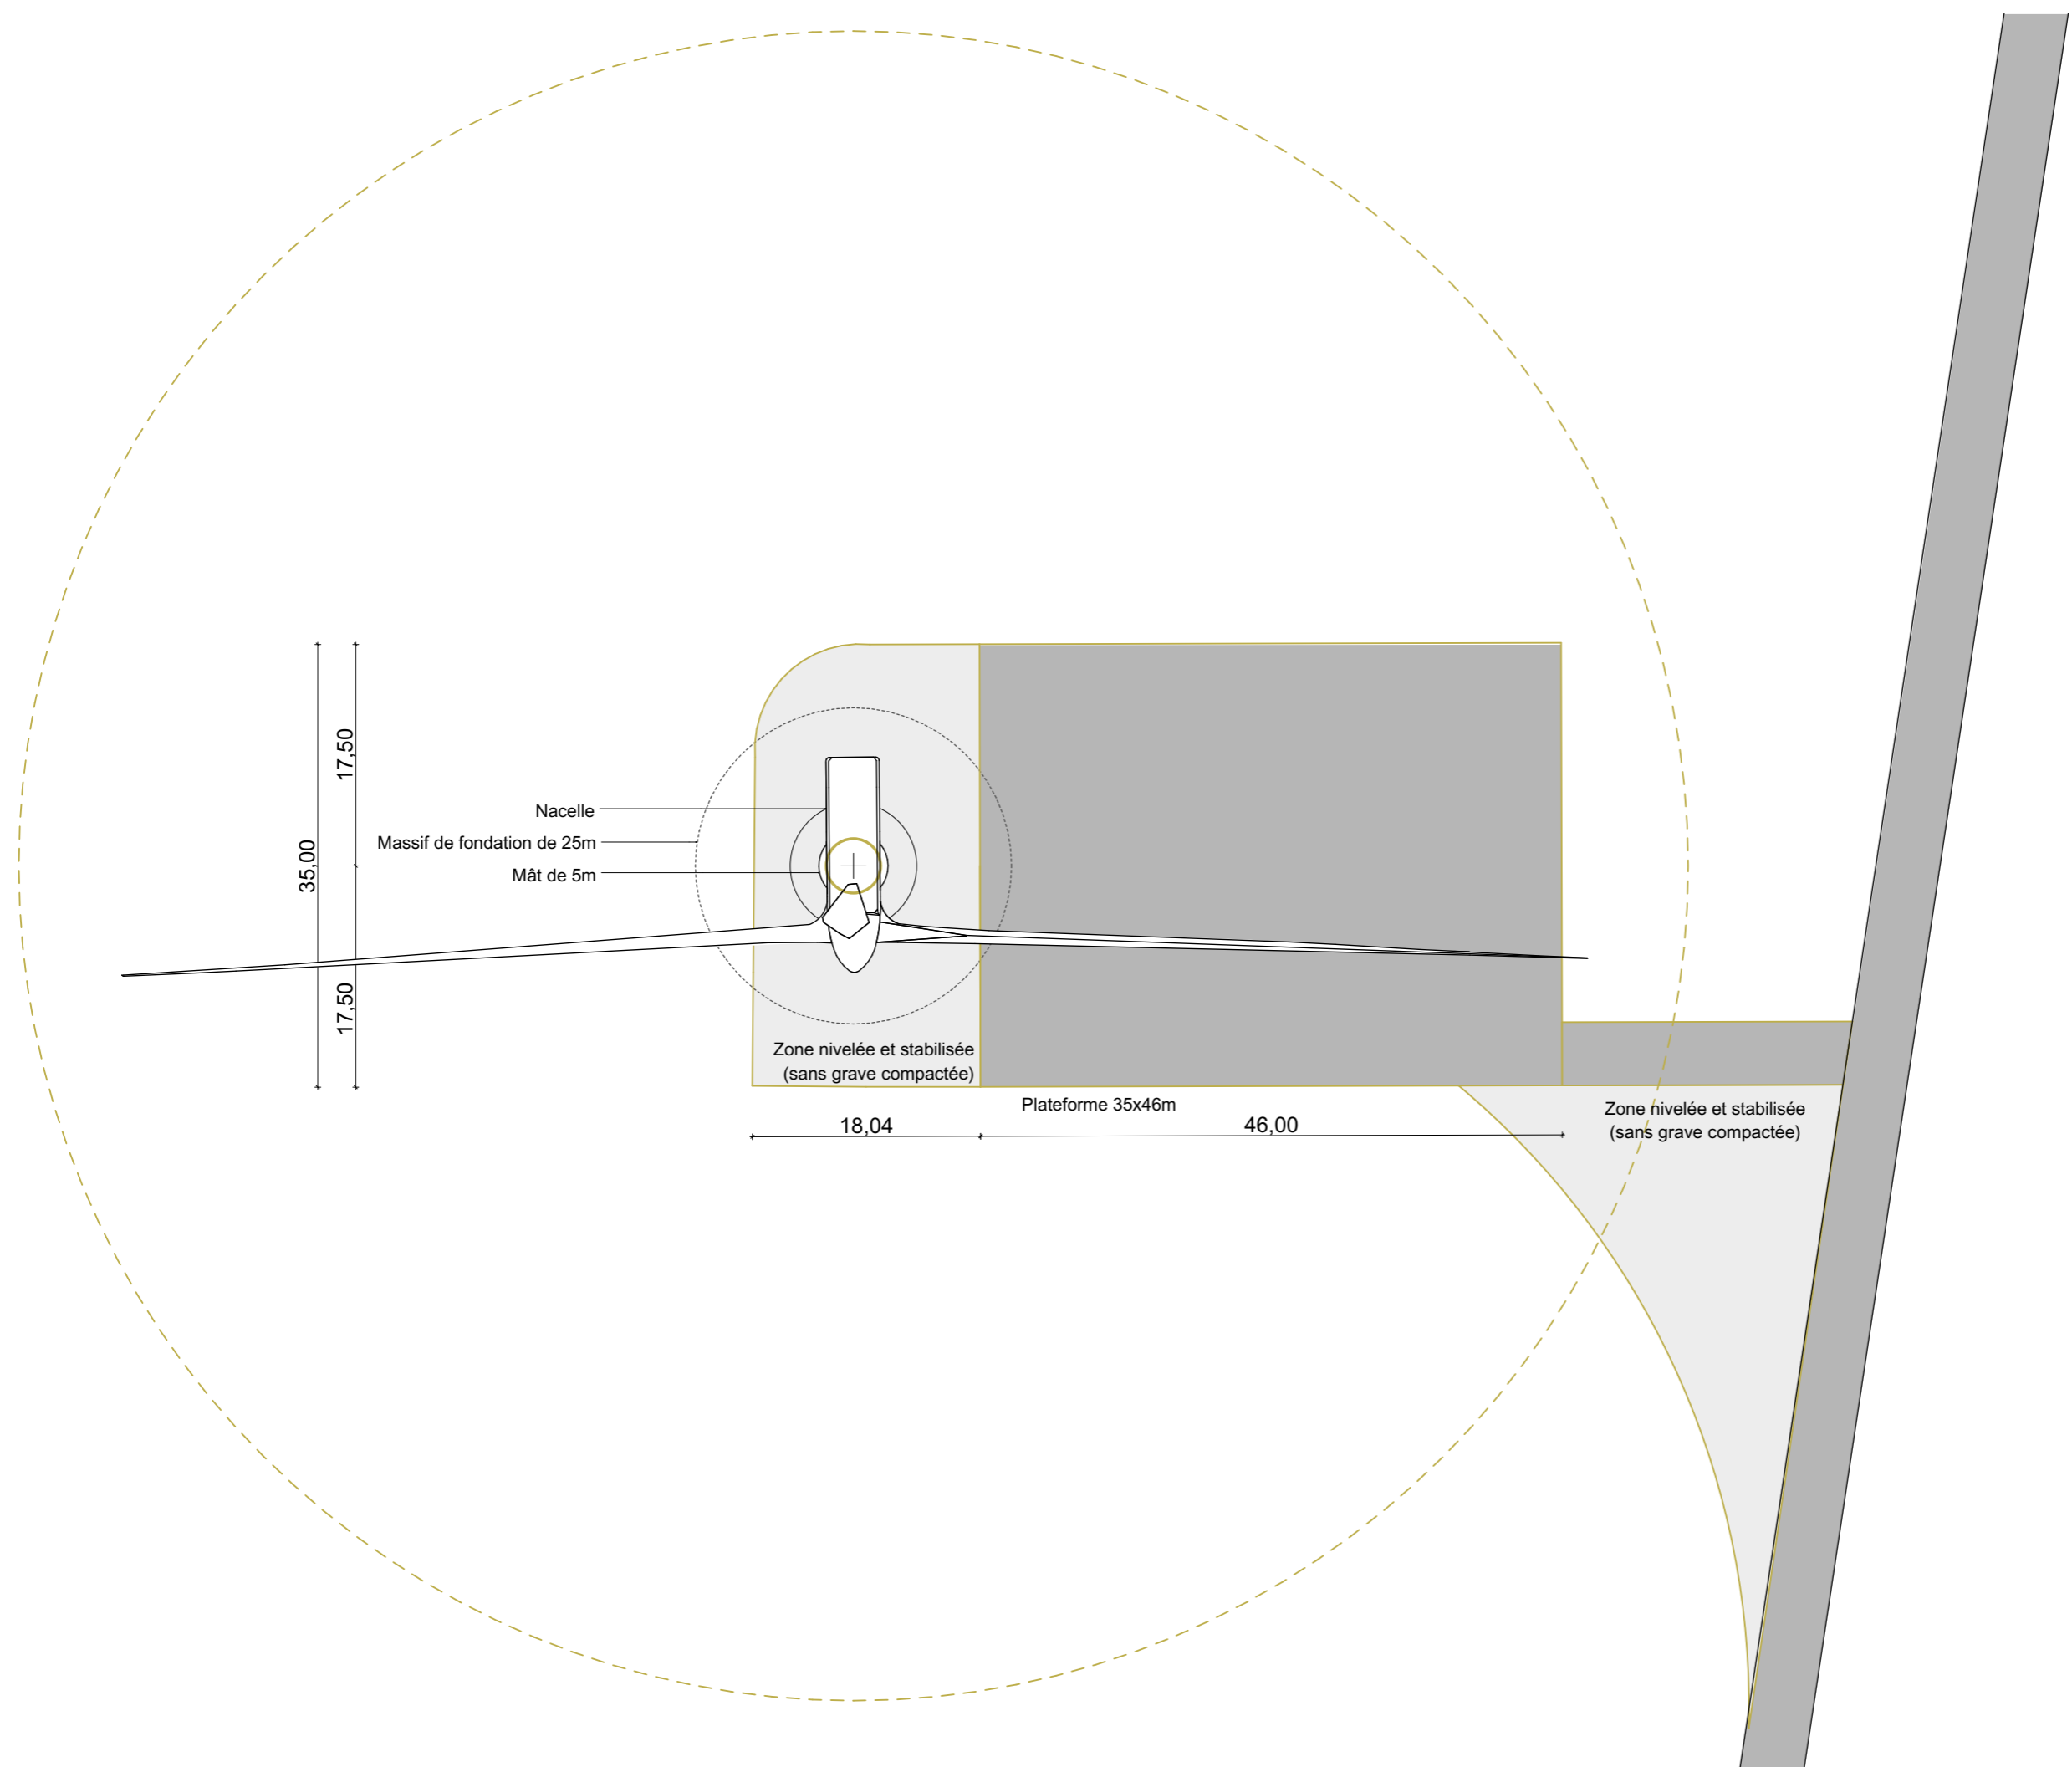 17,50
35,00
17,50
Nacelle
Massif de fondation de 25m
Mât de 5m
Zone nivelée et stabilisée
(sans grave compactée)
Plateforme 35x46m
18,04
46,00
Zone nivelée et stabilisée
(sans grave compactée)